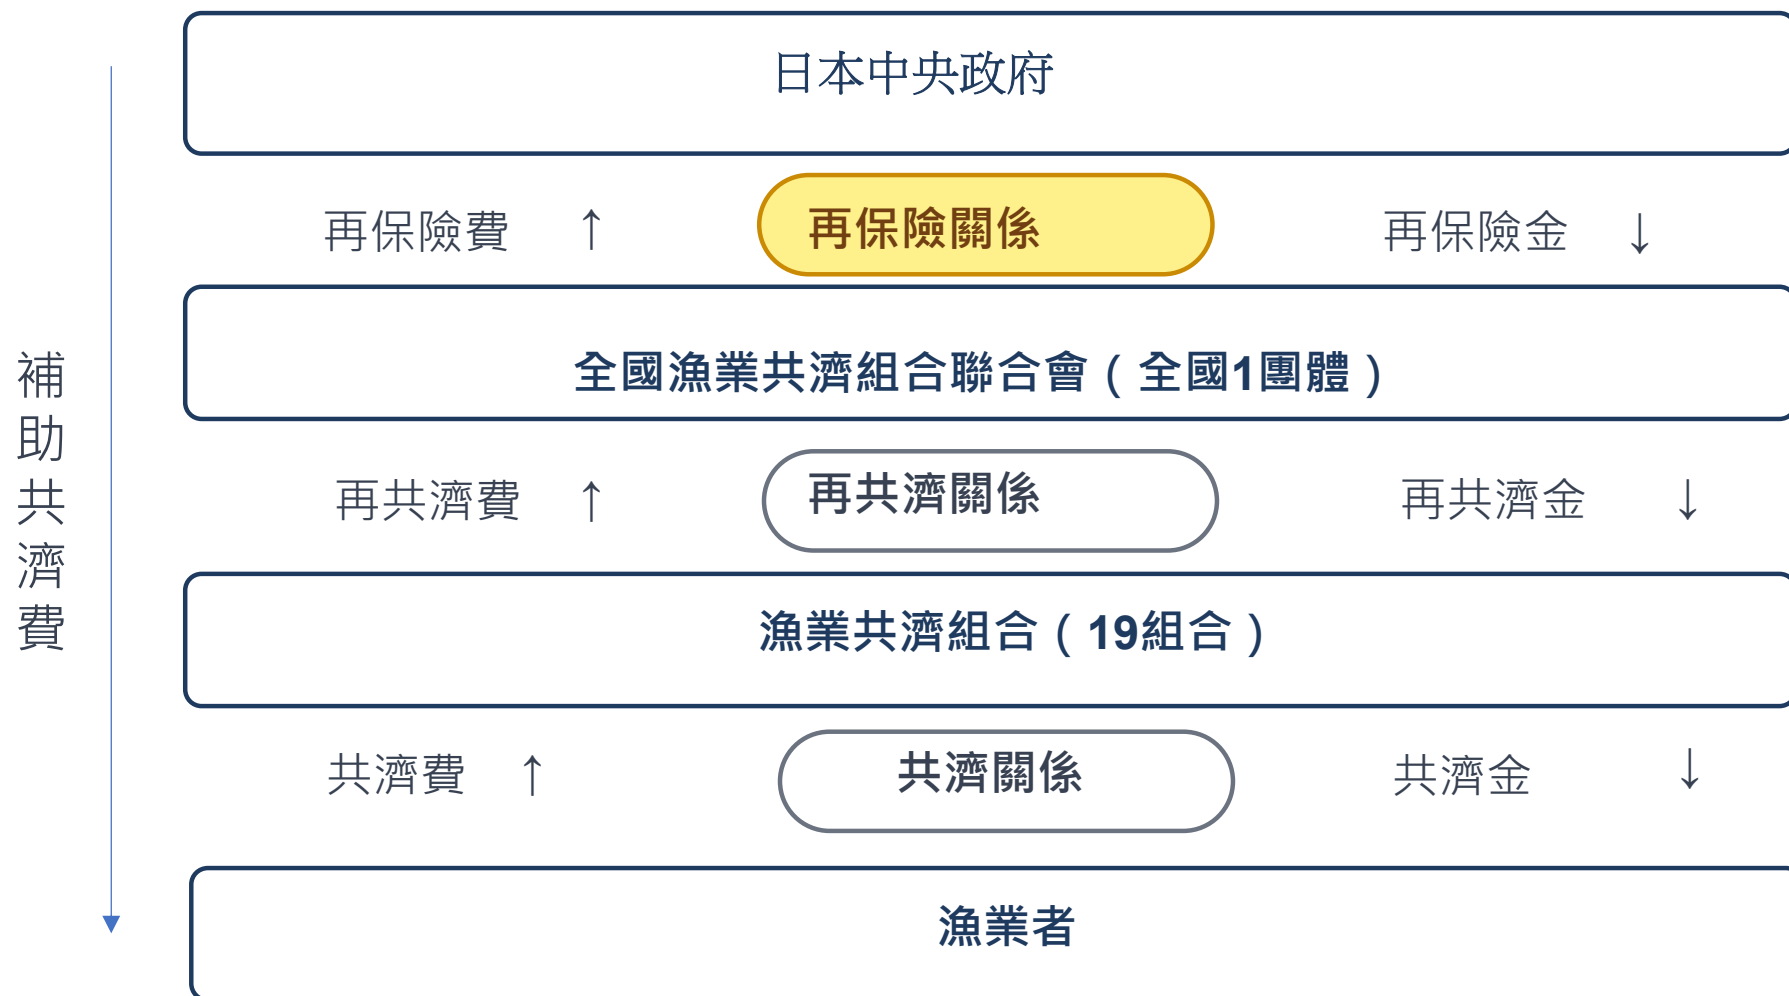 日本中央政府
再保險費 ↑ 再保險關係 再保險金 ↓
全國漁業共濟組合聯合會（全國1團體）
補助共濟費
再共濟費 ↑ 再共濟關係 再共濟金 ↓
漁業共濟組合（19組合）
共濟費 ↑ 共濟關係 共濟金 ↓
漁業者